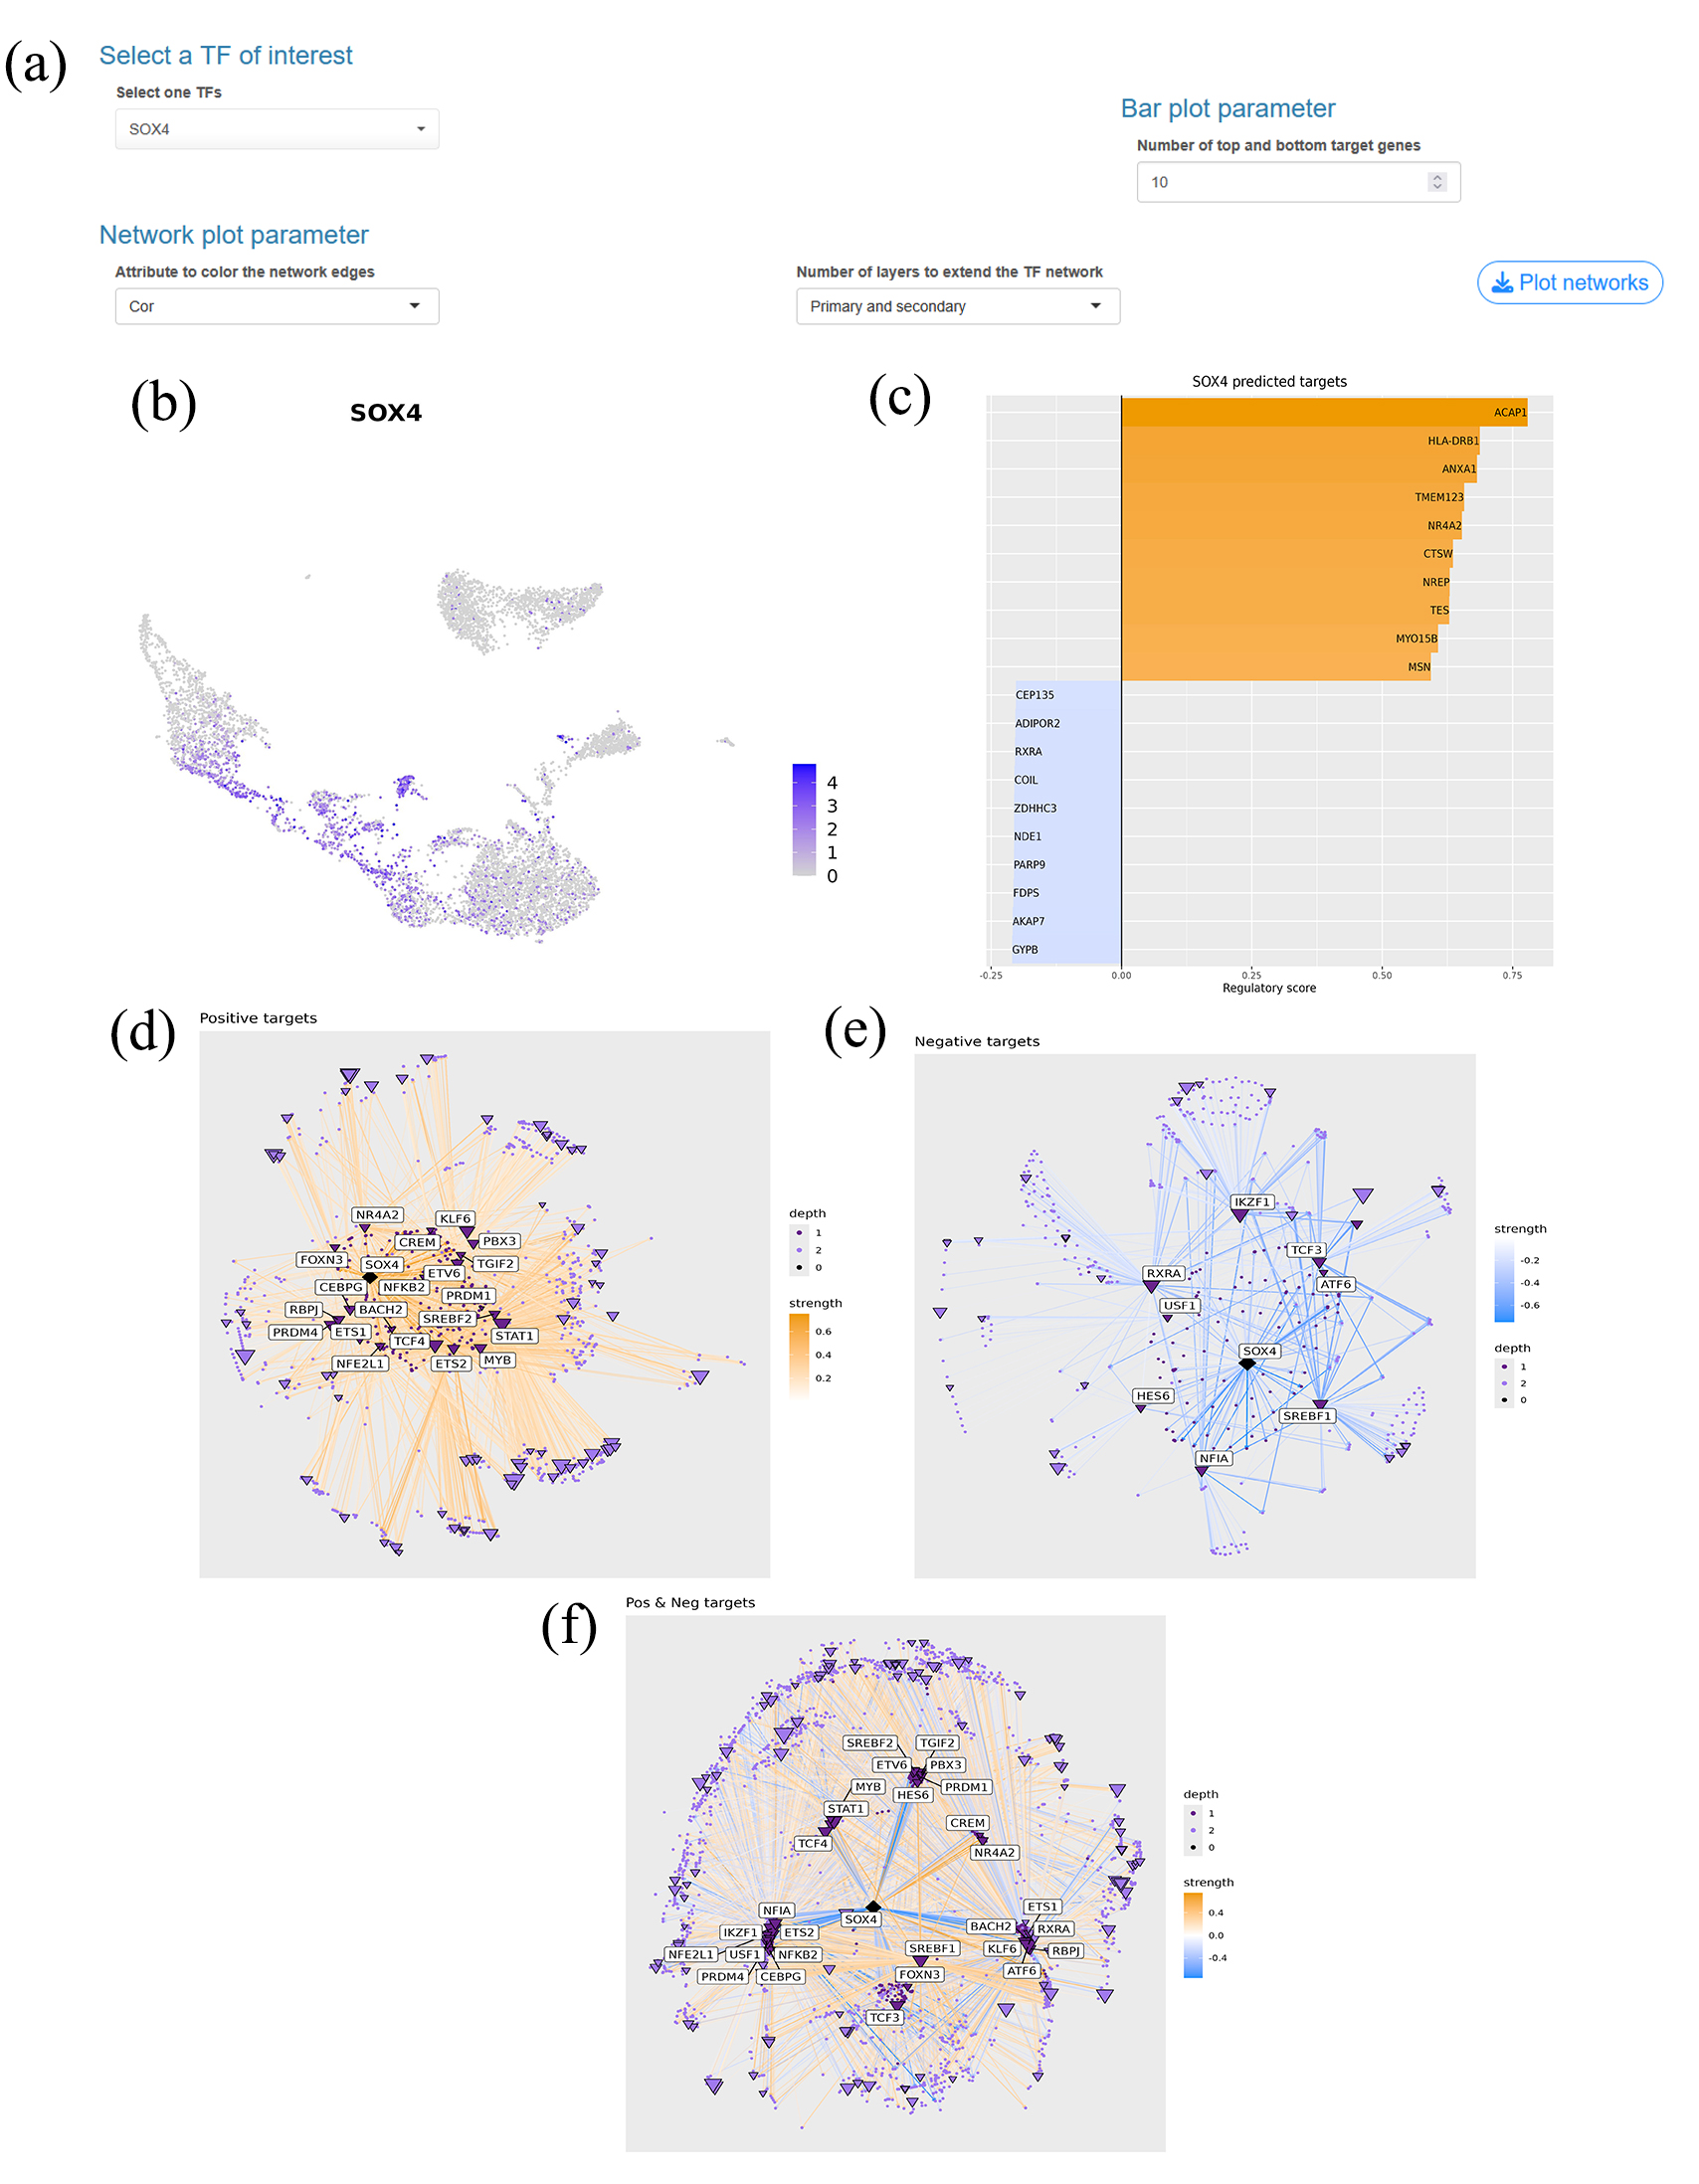 (a)
Select a TF of interest
Select one TFs
SOX4
Bar plot parameter
Number of top and bottom target genes
10
Network plot parameter
Attribute to color the network edges
Cor
Number of layers to extend the TF network
Primary and secondary
Plot networks
(b)
SOX4
4
3
2
1
0
(c)
SOX4 predicted targets
ACAP1
HLA-DRB1
ANXA1
TMEM123
NR4A2
CTSW
NREP
TES
MYO15B
MSN
CEP135
ADIPOR2
RXRA
COIL
ZDHHC3
NDE1
PARP9
FDPS
AKAP7
GYPB
-0.25 0.00 0.25 0.50 0.75
Regulatory score
(d)
Positive targets
NR4A2 KLF6
CREM PBX3
FOXN3 SOX4 TGIF2
ETV6
CEBPG NFKB2
PRDM1
RBPJ BACH2
SREBF2
PRDM4 ETS1 STAT1
TCF4
NFE2L1 ETS2 MYB
depth
1
2
0
strength
0.6
0.4
0.2
(e)
Negative targets
IKZF1
TCF3
RXRA
ATF6
USF1
SOX4
HES6
SREBF1
NFIA
strength
-0.2
-0.4
-0.6
depth
1
2
0
(f)
Pos & Neg targets
SREBF2 TGIF2
ETV6 PBX3
MYB PRDM1
HES6
STAT1
CREM
TCF4
NR4A2
ETS1
NFIA
SOX4
BACH2 RXRA
IKZF1 ETS2
SREBF1 KLF6 RBPJ
NFE2L1 USF1 NFKB2
ATF6
PRDM4 CEBPG FOXN3
TCF3
depth
1
2
0
strength
0.4
0.0
-0.4